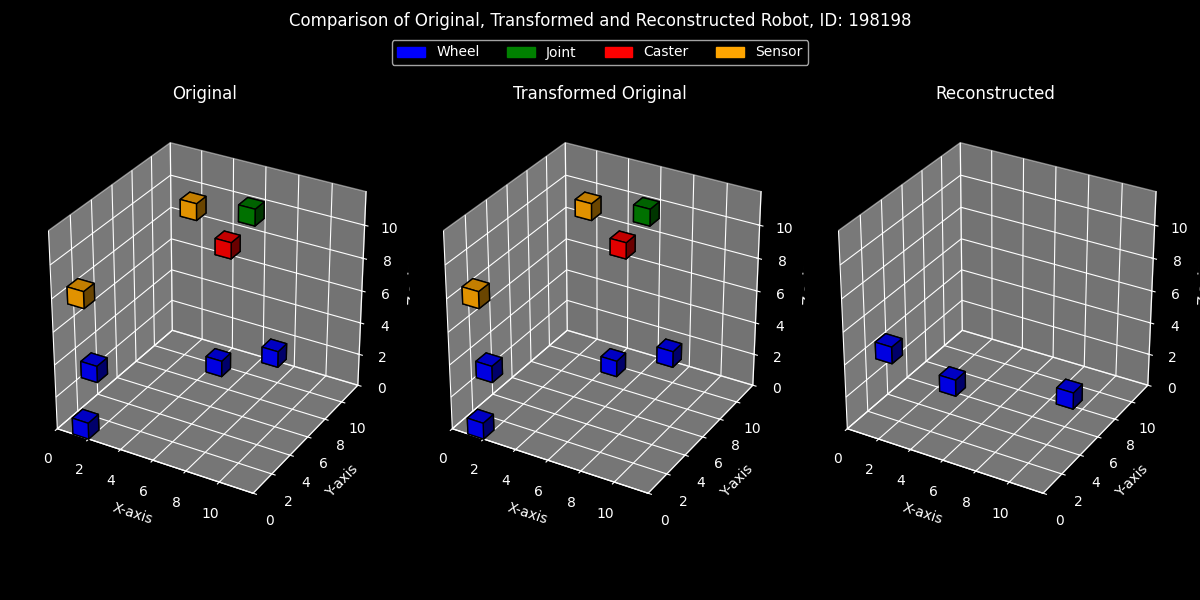 Comparison of Original, Transformed and Reconstructed Robot, ID: 198198
Wheel Joint Caster Sensor
Original Transformed Original Reconstructed
10 10 10
8 8 8
6 6 6
4 4 4
2 2 2
0 0 0
0 2 4 6 8 10 0 2 4 6 8 10 0 2 4 6 8 10
X-axis X-axis X-axis
0 2 4 6 8 10 0 2 4 6 8 10 0 2 4 6 8 10
Y-axis Y-axis Y-axis